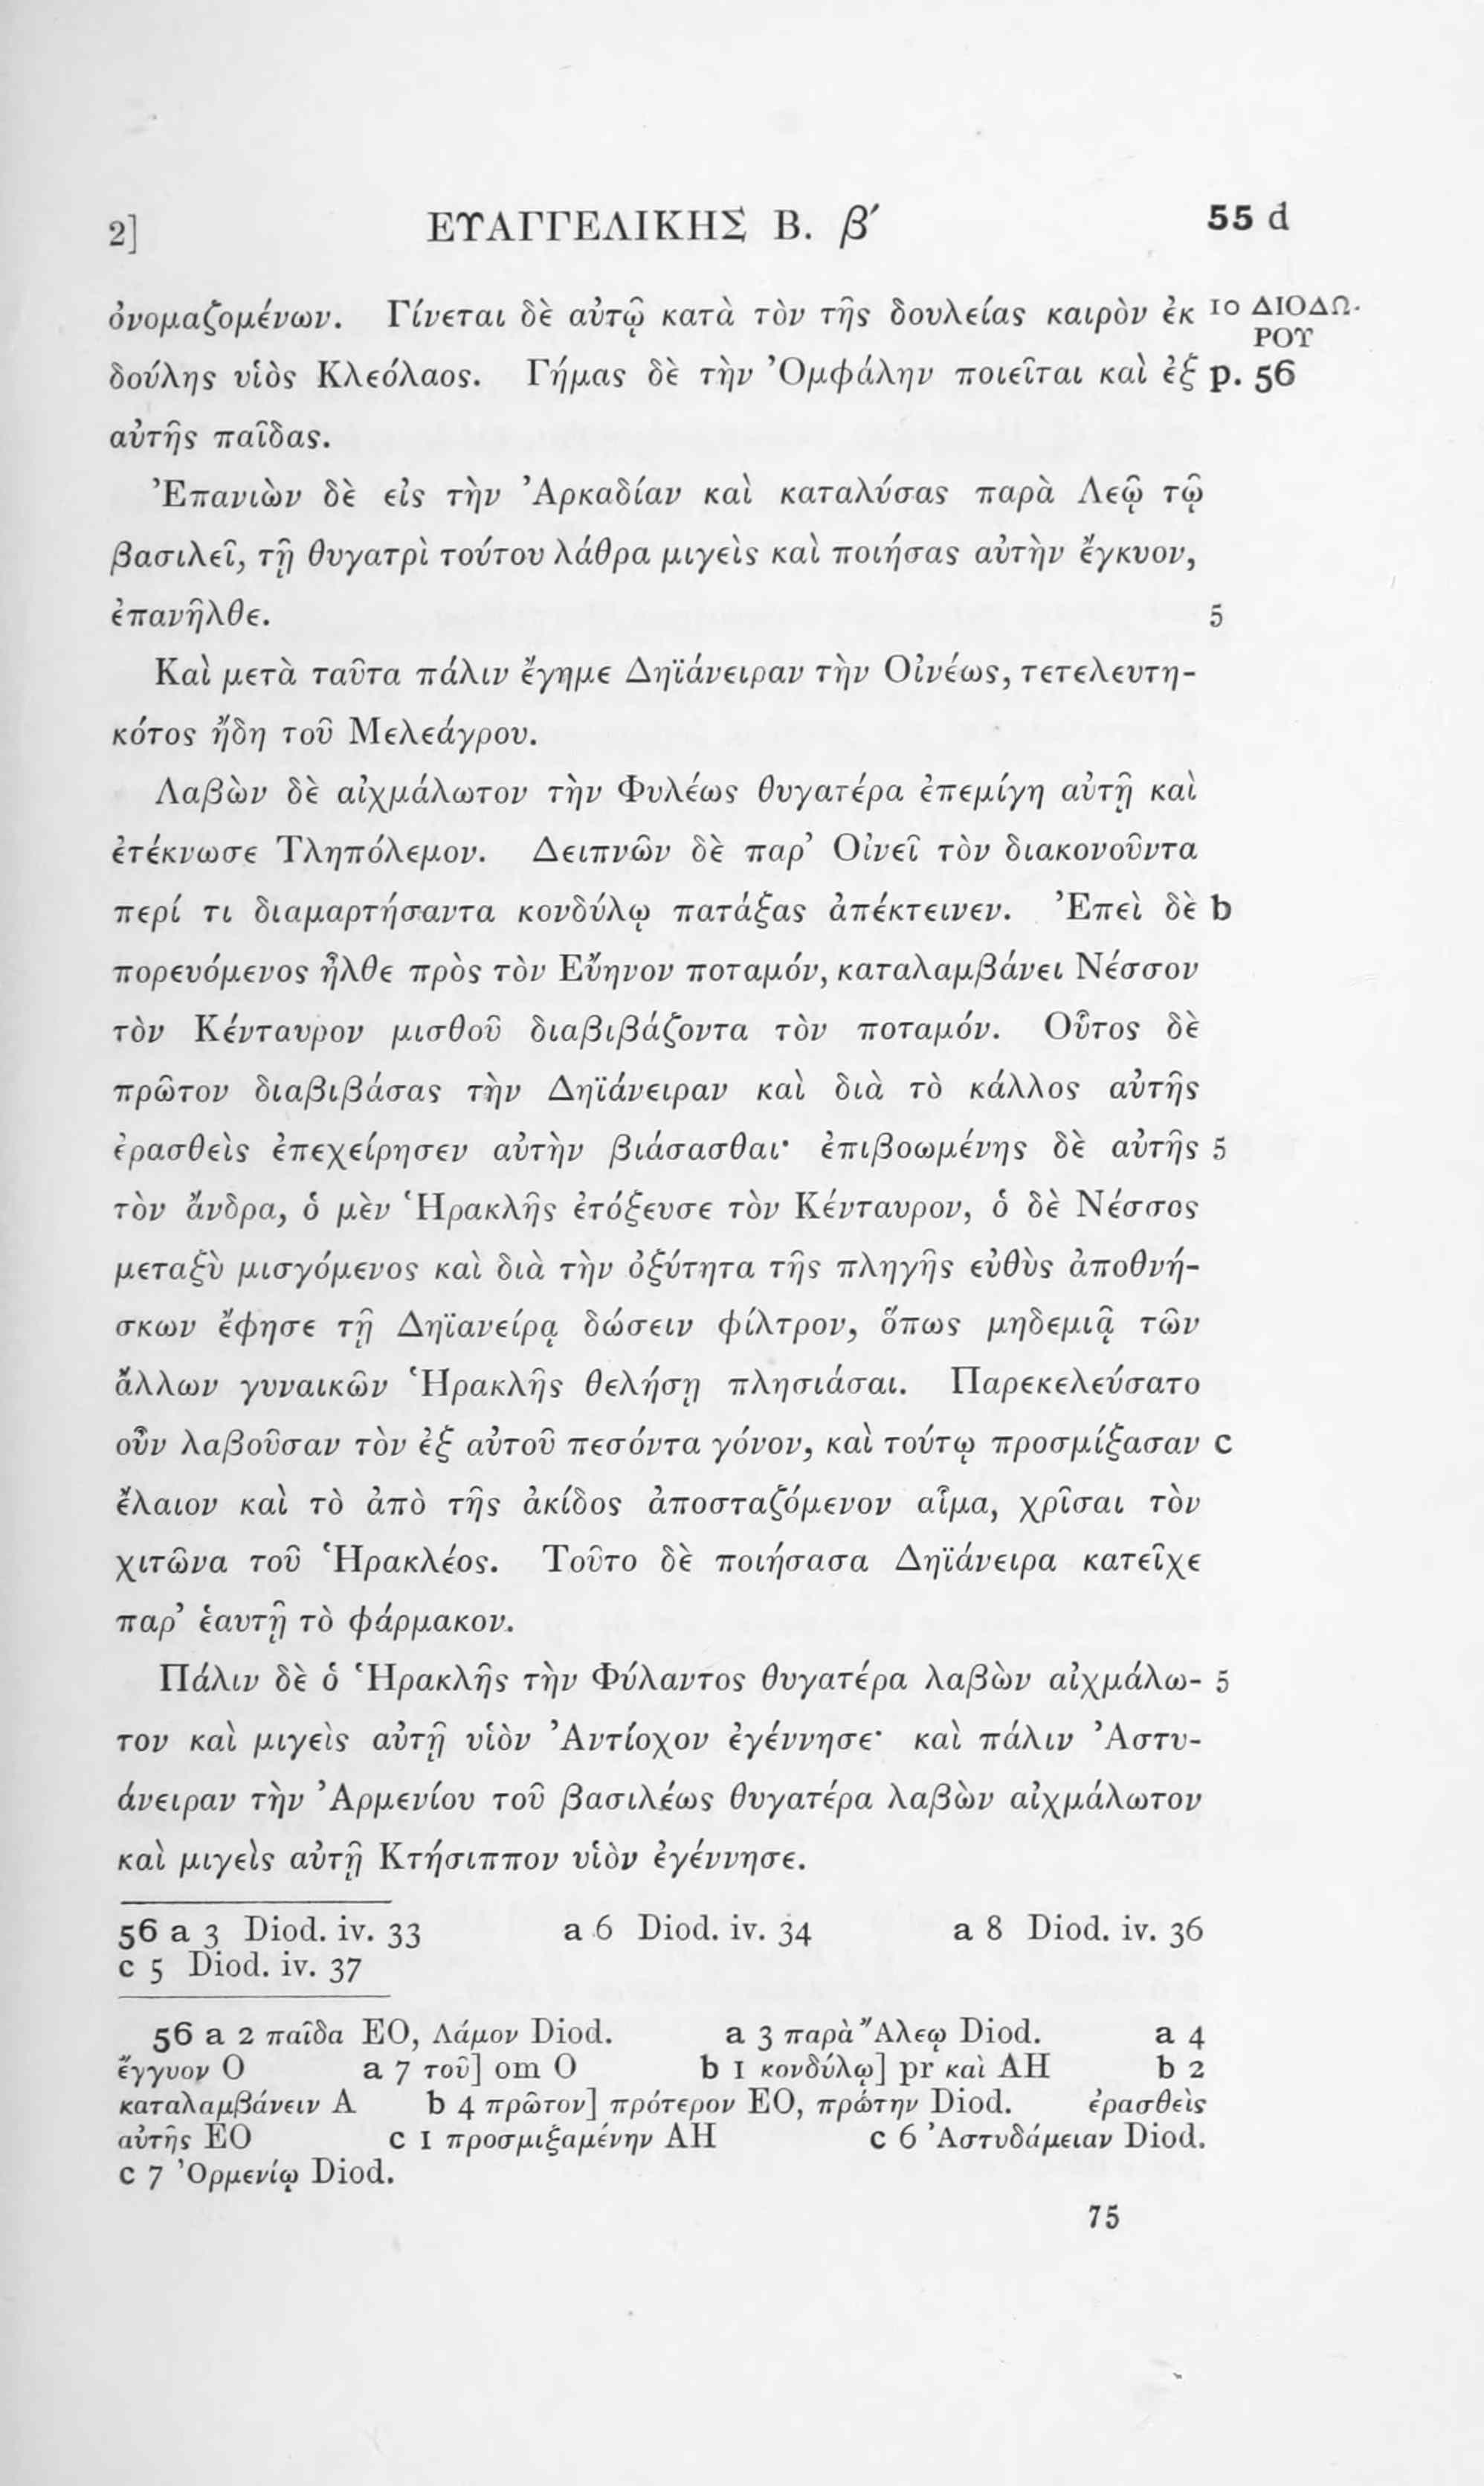 2] ΕΥΑΓΓΕΛΙΚΗΣ Β. β′ 55 d
ὀνομαζομένων. Γίνεται δὲ αὐτῷ κατὰ τὸν τῆς δουλείας καιρὸν ἐκ 10 ΔΙΟΔΩ-
ΡΟΥ
δούλης υἱὸς Κλεόλαος. Γήμας δὲ τὴν Ὀμφάλην ποιεῖται καὶ ἐξ p. 56
αὐτῆς παῖδας.
Ἐπανιὼν δὲ εἰς τὴν Ἀρκαδίαν καὶ καταλύσας παρὰ Λεῷ τῷ
βασιλεῖ, τῇ θυγατρὶ τούτου λάθρα μιγεὶς καὶ ποιήσας αὐτὴν ἔγκυον,
ἐπανῆλθε. 5
Καὶ μετὰ ταῦτα πάλιν ἔγημε Δηϊάνειραν τὴν Οἰνέως, τετελευτη-
κότος ἤδη τοῦ Μελεάγρου.
Λαβὼν δὲ αἰχμάλωτον τὴν Φυλέως θυγατέρα ἐπεμίγη αὐτῇ καὶ
ἐτέκνωσε Τληπόλεμον. Δειπνῶν δὲ παρ’ Οἰνεῖ τὸν διακονοῦντα
περί τι διαμαρτήσαντα κονδύλῳ πατάξας ἀπέκτεινεν. Ἐπεὶ δὲ b
πορευόμενος ἦλθε πρὸς τὸν Εὔηνον ποταμόν, καταλαμβάνει Νέσσον
τὸν Κένταυρον μισθοῦ διαβιβάζοντα τὸν ποταμόν. Οὗτος δὲ
πρῶτον διαβιβάσας τὴν Δηϊάνειραν καὶ διὰ τὸ κάλλος αὐτῆς
ἐρασθεὶς ἐπεχείρησεν αὐτὴν βιάσασθαι· ἐπιβοωμένης δὲ αὐτῆς 5
τὸν ἄνδρα, ὁ μὲν Ἡρακλῆς ἐτόξευσε τὸν Κένταυρον, ὁ δὲ Νέσσος
μεταξὺ μισγόμενος καὶ διὰ τὴν ὀξύτητα τῆς πληγῆς εὐθὺς ἀποθνή-
σκων ἔφησε τῇ Δηϊανείρᾳ δώσειν φίλτρον, ὅπως μηδεμιᾷ τῶν
ἄλλων γυναικῶν Ἡρακλῆς θελήσῃ πλησιάσαι. Παρεκελεύσατο
οὖν λαβοῦσαν τὸν ἐξ αὐτοῦ πεσόντα γόνον, καὶ τούτῳ προσμίξασαν c
ἔλαιον καὶ τὸ ἀπὸ τῆς ἀκίδος ἀποσταζόμενον αἷμα, χρῖσαι τὸν
χιτῶνα τοῦ Ἡρακλέος. Τοῦτο δὲ ποιήσασα Δηϊάνειρα κατεῖχε
παρ’ ἑαυτῇ τὸ φάρμακον.
Πάλιν δὲ ὁ Ἡρακλῆς τὴν Φύλαντος θυγατέρα λαβὼν αἰχμάλω- 5
τον καὶ μιγεὶς αὐτῇ υἱὸν Ἀντίοχον ἐγέννησε· καὶ πάλιν Ἀστυ-
άνειραν τὴν Ἀρμενίου τοῦ βασιλέως θυγατέρα λαβὼν αἰχμάλωτον
καὶ μιγεὶς αὐτῇ Κτήσιππον υἱὸν ἐγέννησε.
56 a 3 Diod. iv. 33 a 6 Diod. iv. 34 a 8 Diod. iv. 36
c 5 Diod. iv. 37
56 a 2 παῖδα EO, Λάμον Diod. a 3 παρὰ Ἄλεῳ Diod. a 4
ἔγγυον O a 7 τοῦ] om O b 1 κονδύλῳ] pr καὶ AH b 2
καταλαμβάνειν A b 4 πρῶτον] πρότερον EO, πρώτην Diod. ἐρασθεὶς
αὐτῆς EO c 1 προσμιξαμένην AH c 6 Ἀστυδάμειαν Diod.
c 7 Ὀρμενίῳ Diod.
75